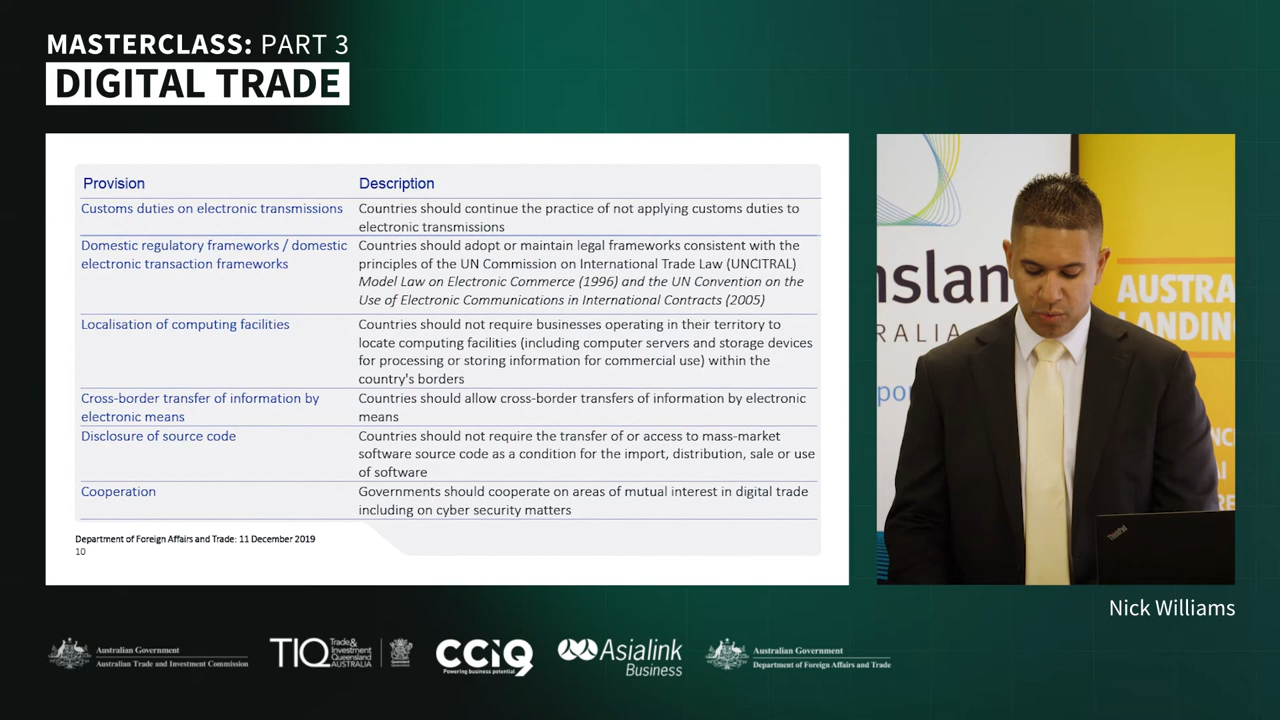 MASTERCLASS: PART 3
DIGITAL TRADE
Provision Description
Customs duties on electronic transmissions
Countries should continue the practice of not applying customs duties to
electronic transmissions
Domestic regulatory frameworks / domestic
electronic transaction frameworks
Countries should adopt or maintain legal frameworks consistent with the
principles of the UN Commission on International Trade Law (UNCITRAL)
Model Law on Electronic Commerce (1996) and the UN Convention on the
Use of Electronic Communications in International Contracts (2005)
Localisation of computing facilities
Countries should not require businesses operating in their territory to
locate computing facilities (including computer servers and storage devices
for processing or storing information for commercial use) within the
country's borders
Cross-border transfer of information by
electronic means
Countries should allow cross-border transfers of information by electronic
means
Disclosure of source code
Countries should not require the transfer of or access to mass-market
software source code as a condition for the import, distribution, sale or use
of software
Cooperation
Governments should cooperate on areas of mutual interest in digital trade
including on cyber security matters
Department of Foreign Affairs and Trade: 11 December 2019
10
nslan
RALIA
por
AUSTRA
LANDIN
ThinkPad
Nick Williams
Australian Government
Australian Trade and Investment Commission
TIQ
Trade&
Investment
Queensland
AUSTRALIA
CCiQ
Powering business potential
Asialink
Business
Australian Government
Department of Foreign Affairs and Trade